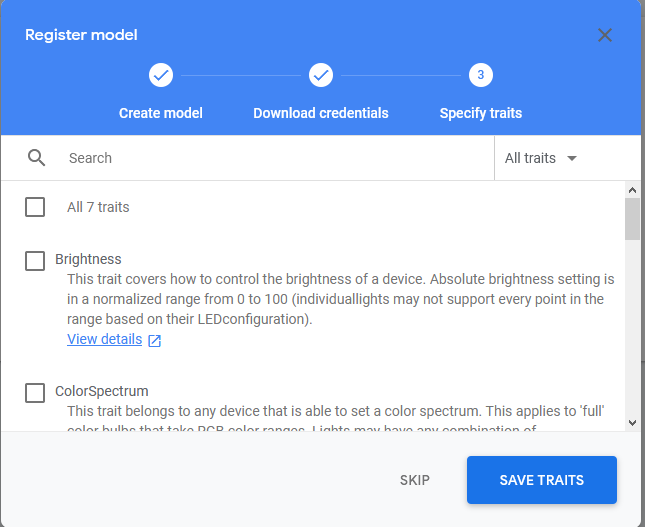 Register model
3
Create model
Download credentials
Specify traits
Search
All traits
All 7 traits
Brightness
This trait covers how to control the brightness of a device. Absolute brightness setting is
in a normalized range from 0 to 100 (individuallights may not support every point in the
range based on their LEDconfiguration).
View details
ColorSpectrum
This trait belongs to any device that is able to set a color spectrum. This applies to 'full'
color bulbs that take RGB color ranges. Lights may have any combination of
SKIP
SAVE TRAITS